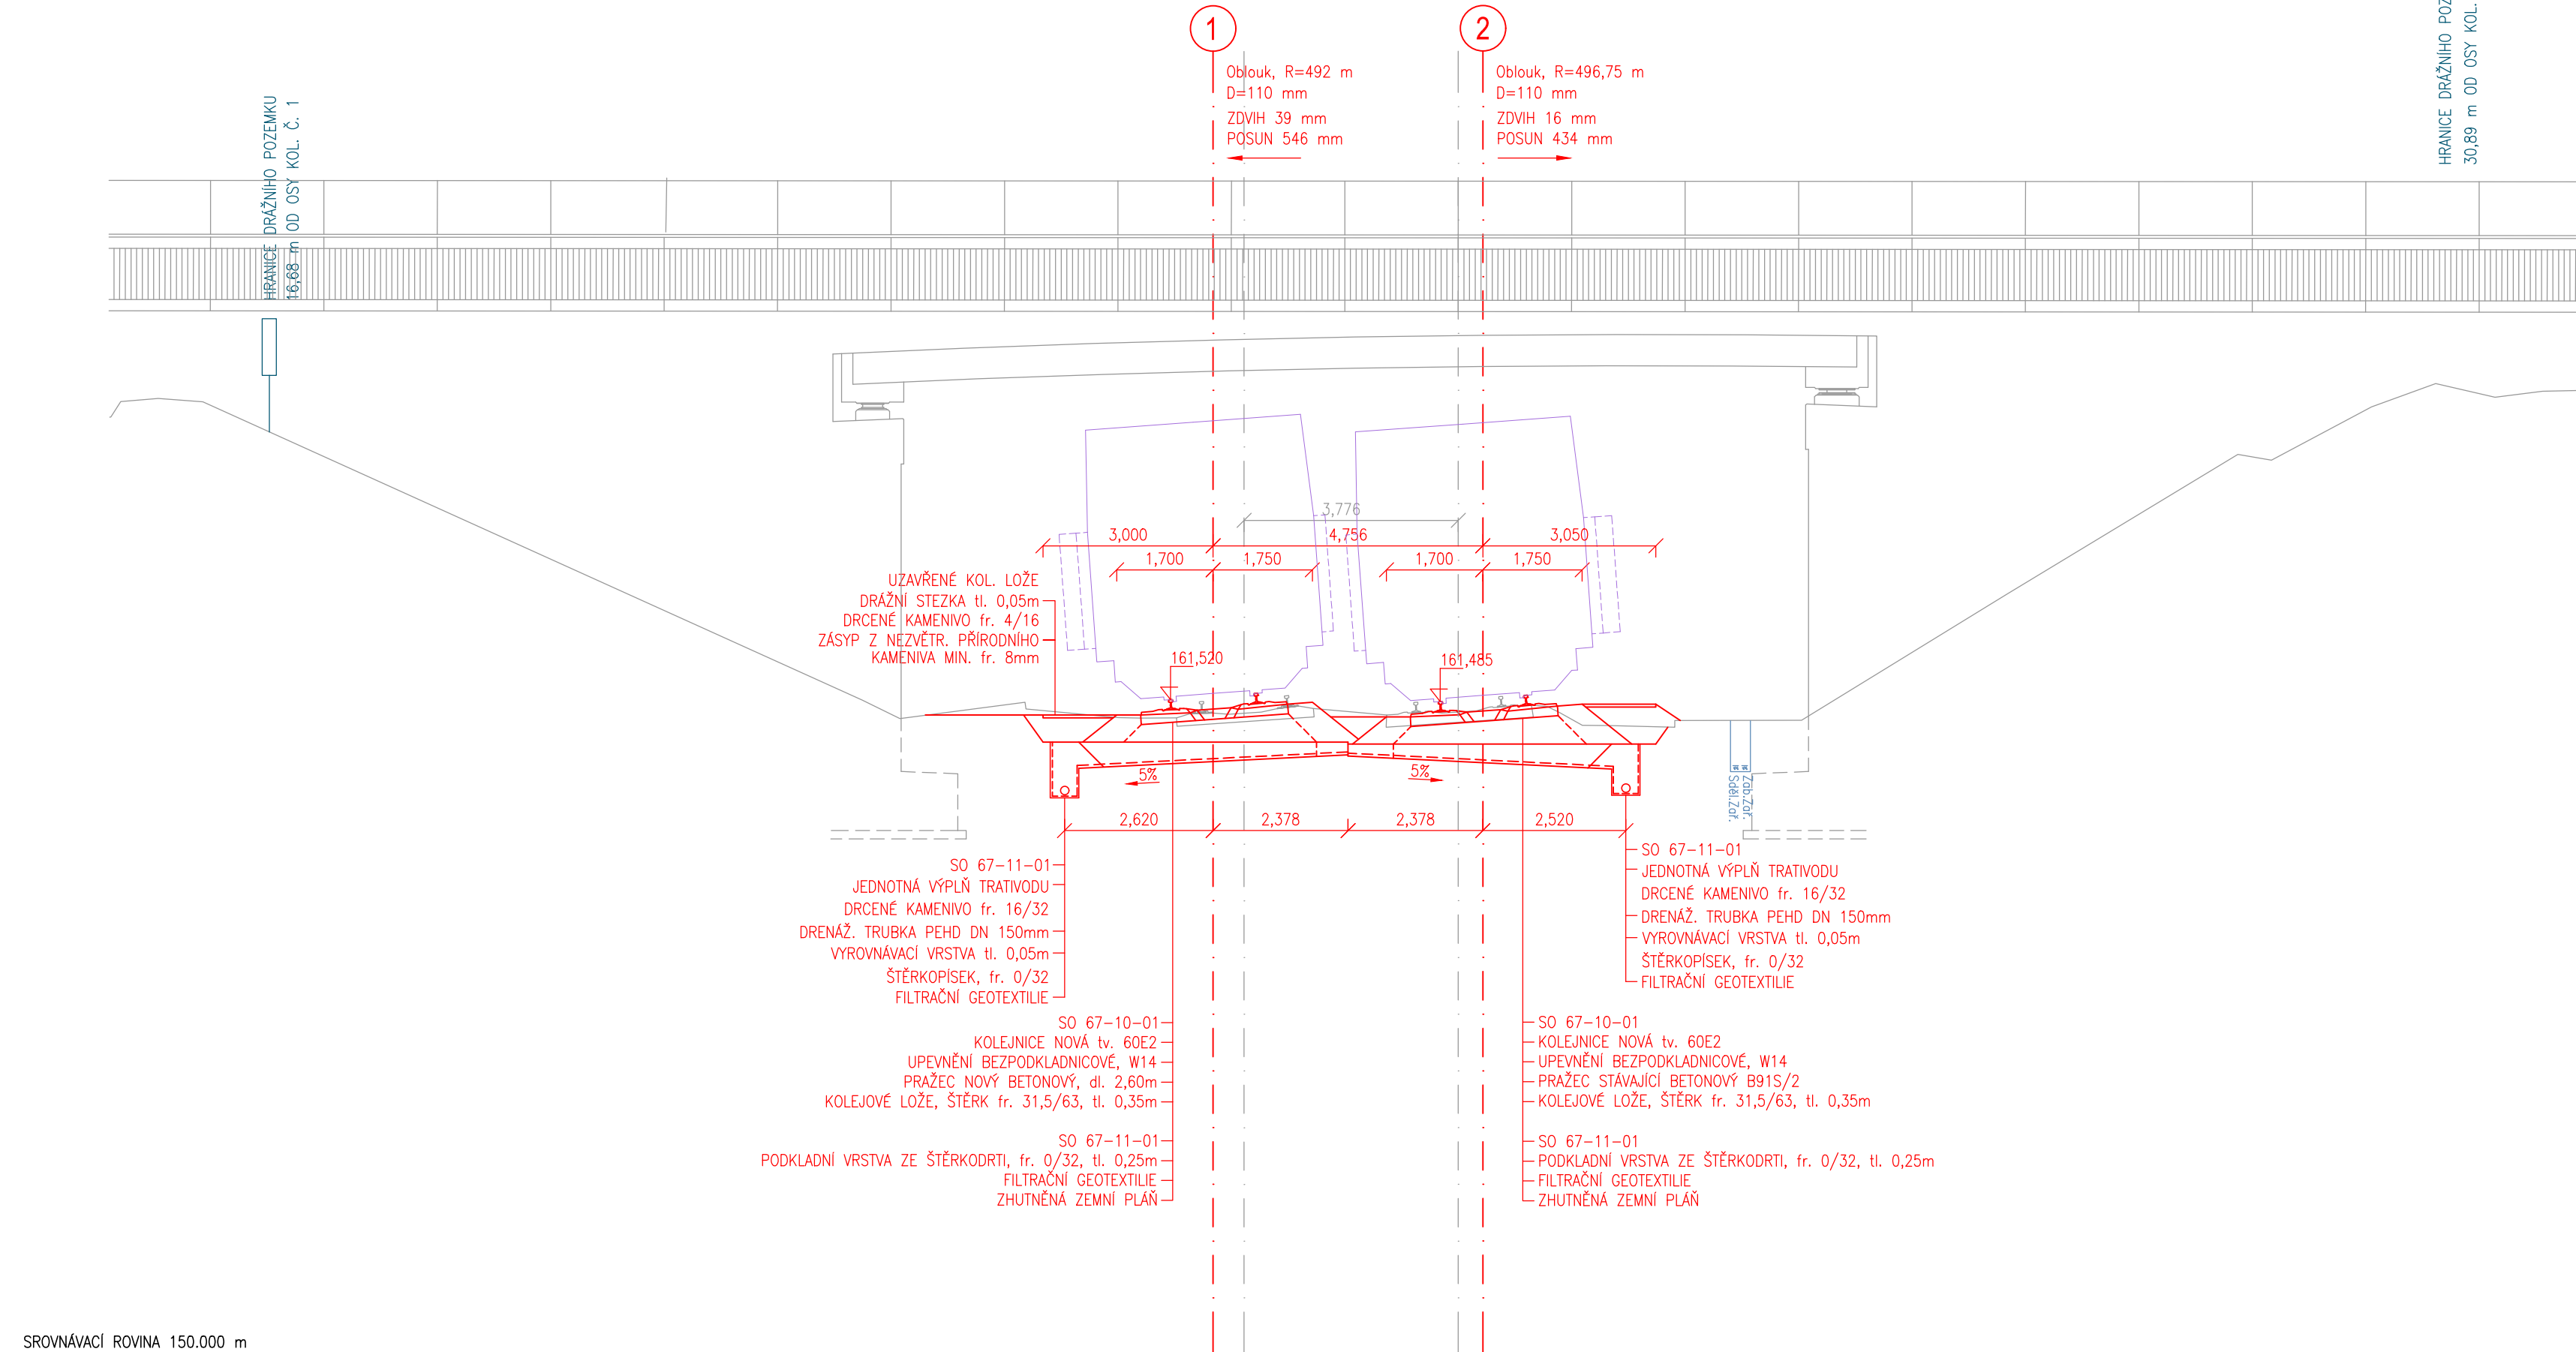 1
2
Oblouk, R=492 m
D=110 mm
ZDVIH 39 mm
POSUN 546 mm
Oblouk, R=496,75 m
D=110 mm
ZDVIH 16 mm
POSUN 434 mm
HRANICE DRÁŽNÍHO POZEMKU
16,68 m OD OSY KOL. Č. 1
HRANICE DRÁŽNÍHO
30,89 m OD OSY KOL.
3,776
3,000
4,756
3,050
1,700
1,750
1,700
1,750
UZAVŘENÉ KOL. LOŽE
DRÁŽNÍ STEZKA tl. 0,05m
DRCENÉ KAMENIVO fr. 4/16
ZÁSYP Z NEZVĚTR. PŘÍRODNÍHO
KAMENIVA MIN. fr. 8mm
161,520
161,485
5%
5%
Sděl.Zař.
Zab.Zař.
2,620
2,378
2,378
2,520
SO 67-11-01
JEDNOTNÁ VÝPLŇ TRATIVODU
DRCENÉ KAMENIVO fr. 16/32
DRENÁŽ. TRUBKA PEHD DN 150mm
VYROVNÁVACÍ VRSTVA tl. 0,05m
ŠTĚRKOPÍSEK, fr. 0/32
FILTRAČNÍ GEOTEXTILIE
SO 67-11-01
JEDNOTNÁ VÝPLŇ TRATIVODU
DRCENÉ KAMENIVO fr. 16/32
DRENÁŽ. TRUBKA PEHD DN 150mm
VYROVNÁVACÍ VRSTVA tl. 0,05m
ŠTĚRKOPÍSEK, fr. 0/32
FILTRAČNÍ GEOTEXTILIE
SO 67-10-01
KOLEJNICE NOVÁ tv. 60E2
UPEVNĚNÍ BEZPODKLADNICOVÉ, W14
PRAŽEC NOVÝ BETONOVÝ, dl. 2,60m
KOLEJOVÉ LOŽE, ŠTĚRK fr. 31,5/63, tl. 0,35m
SO 67-11-01
PODKLADNÍ VRSTVA ZE ŠTĚRKODRTI, fr. 0/32, tl. 0,25m
FILTRAČNÍ GEOTEXTILIE
ZHUTNĚNÁ ZEMNÍ PLÁŇ
SO 67-10-01
KOLEJNICE NOVÁ tv. 60E2
UPEVNĚNÍ BEZPODKLADNICOVÉ, W14
PRAŽEC STÁVAJÍCÍ BETONOVÝ B91S/2
KOLEJOVÉ LOŽE, ŠTĚRK fr. 31,5/63, tl. 0,35m
SO 67-11-01
PODKLADNÍ VRSTVA ZE ŠTĚRKODRTI, fr. 0/32, tl. 0,25m
FILTRAČNÍ GEOTEXTILIE
ZHUTNĚNÁ ZEMNÍ PLÁŇ
SROVNÁVACÍ ROVINA 150.000 m